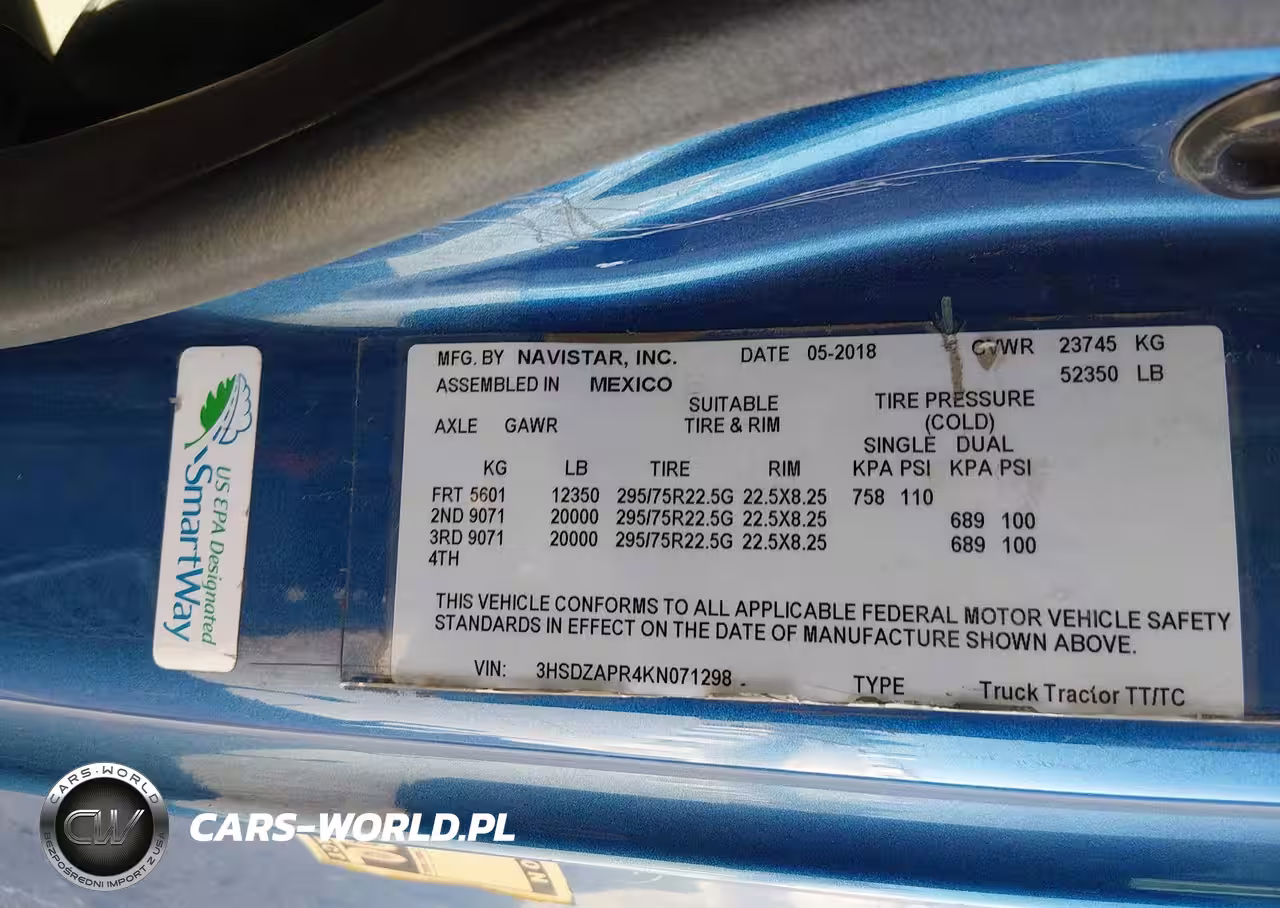 MFG. BY NAVISTAR, INC. DATE 05-2018 GVWR 23745 KG
ASSEMBLED IN MEXICO 52350 LB
SUITABLE TIRE PRESSURE
AXLE GAWR TIRE & RIM (COLD)
SINGLE DUAL
KG LB TIRE RIM KPA PSI KPA PSI
FRT 5601 12350 295/75R22.5G 22.5X8.25 758 110
2ND 9071 20000 295/75R22.5G 22.5X8.25 689 100
3RD 9071 20000 295/75R22.5G 22.5X8.25 689 100
4TH
THIS VEHICLE CONFORMS TO ALL APPLICABLE FEDERAL MOTOR VEHICLE SAFETY
STANDARDS IN EFFECT ON THE DATE OF MANUFACTURE SHOWN ABOVE.
VIN: 3HSDZAPR4KN071298 TYPE Truck Tractor TT/TC
US EPA Designated
SmartWay
CARS-WORLD
CW
BEZPOŚREDNI IMPORT Z USA
CARS-WORLD.PL